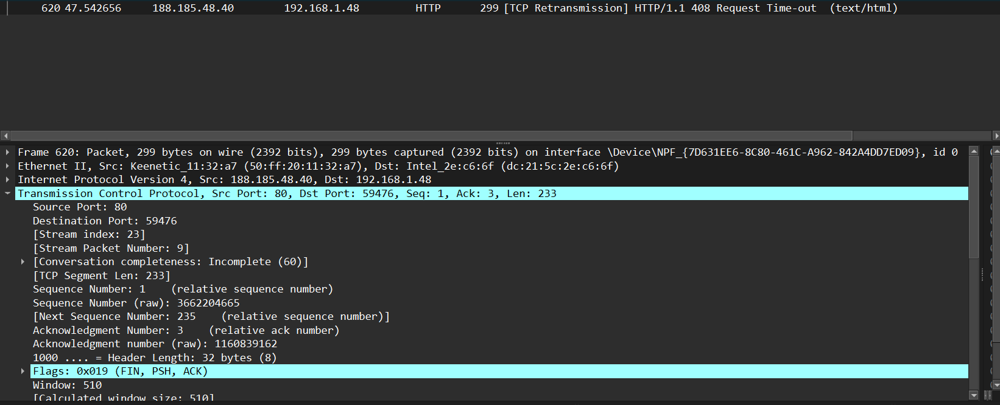 620 47.542656 188.185.48.40 192.168.1.48 HTTP 299 [TCP Retransmission] HTTP/1.1 408 Request Time-out (text/html)
Frame 620: Packet, 299 bytes on wire (2392 bits), 299 bytes captured (2392 bits) on interface \Device\NPF_{7D631EE6-8C80-461C-A962-842A4DD7ED09}, id 0
Ethernet II, Src: Keenetic_11:32:a7 (50:ff:20:11:32:a7), Dst: Intel_2e:c6:6f (dc:21:5c:2e:c6:6f)
Internet Protocol Version 4, Src: 188.185.48.40, Dst: 192.168.1.48
Transmission Control Protocol, Src Port: 80, Dst Port: 59476, Seq: 1, Ack: 3, Len: 233
Source Port: 80
Destination Port: 59476
[Stream index: 23]
[Stream Packet Number: 9]
[Conversation completeness: Incomplete (60)]
[TCP Segment Len: 233]
Sequence Number: 1 (relative sequence number)
Sequence Number (raw): 3662204665
[Next Sequence Number: 235 (relative sequence number)]
Acknowledgment Number: 3 (relative ack number)
Acknowledgment number (raw): 1160839162
1000 .... = Header Length: 32 bytes (8)
Flags: 0x019 (FIN, PSH, ACK)
Window: 510
[Calculated window size: 510]